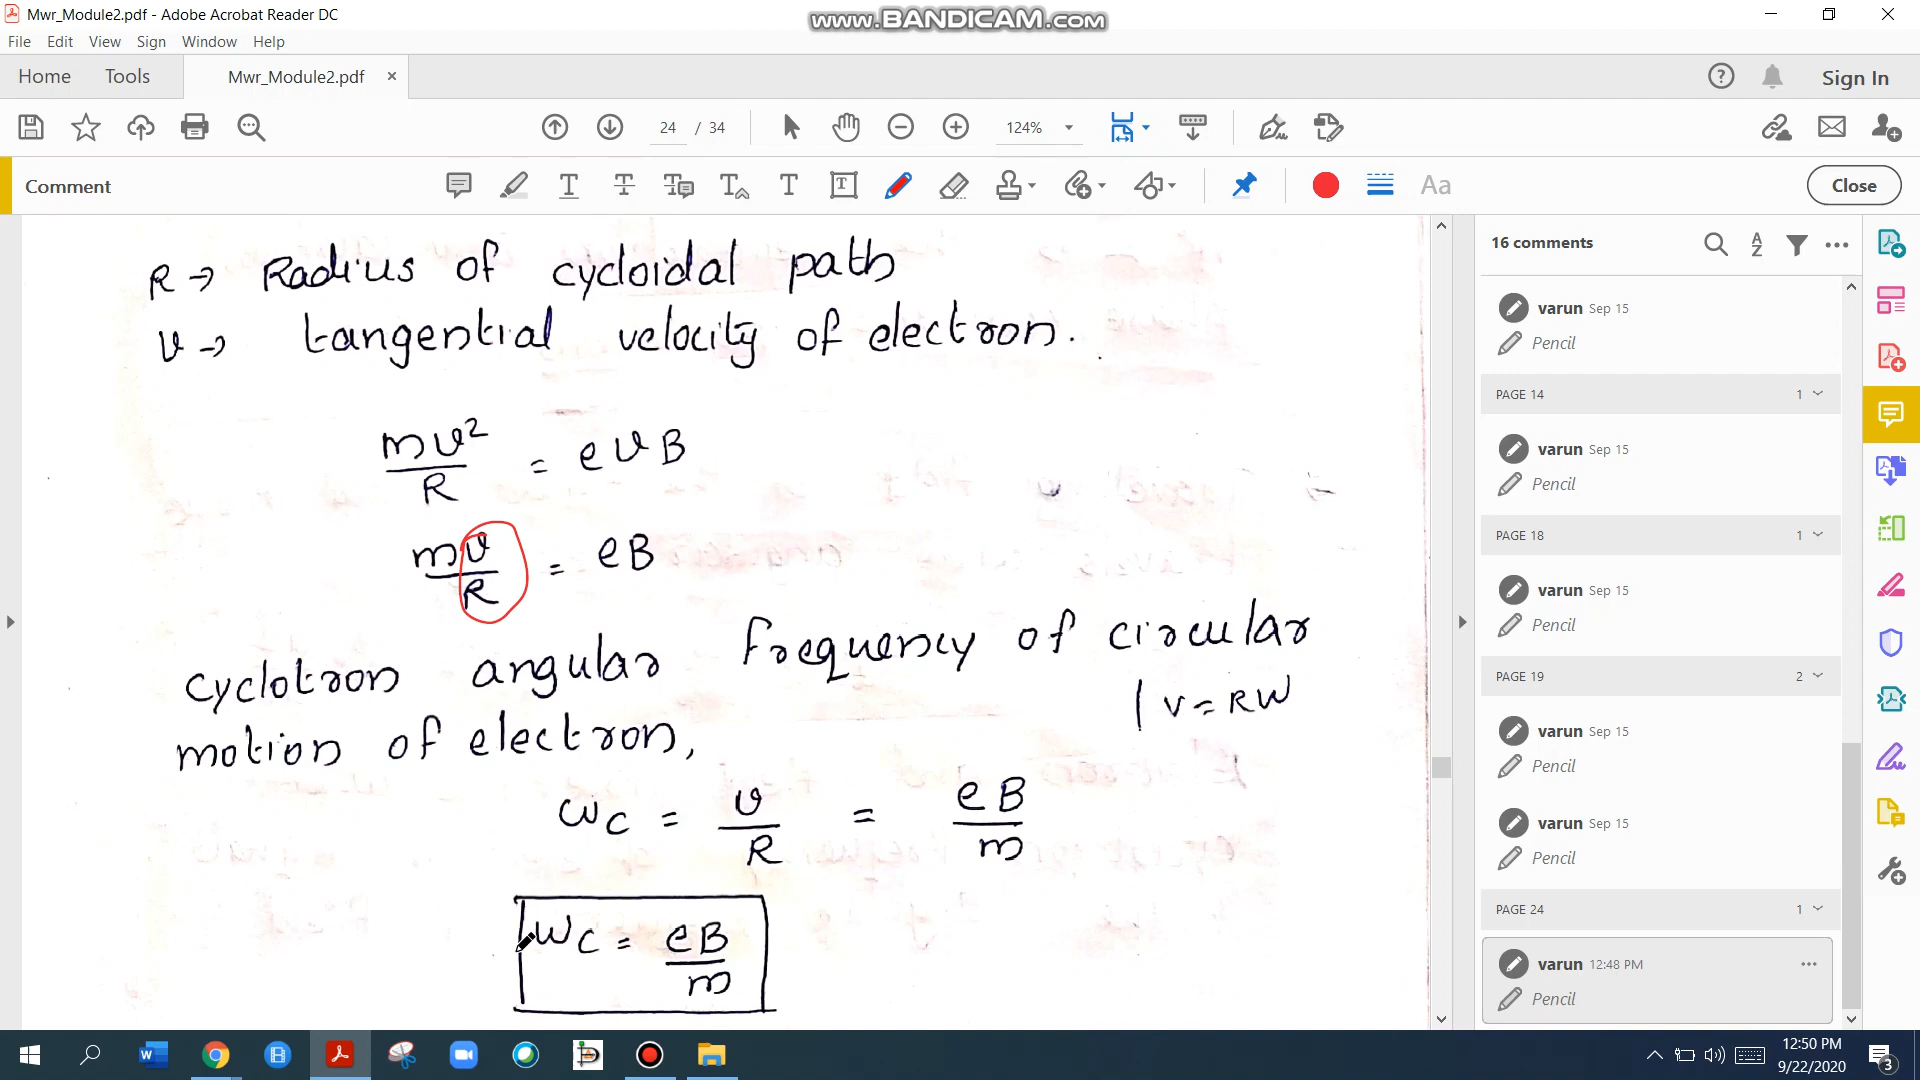 Mwr_Module2.pdf - Adobe Acrobat Reader DC
www.BANDICAM.com
File Edit View Sign Window Help
Home Tools Mwr_Module2.pdf × Sign In
24 / 34 124%
Comment Close
16 comments
R → Radius of cycloidal path
v → tangential velocity of electron.
mv²/R = evB
mv/R = eB
cyclotron angular frequency of circular
motion of electron,
| v = RW
ωc = v/R = eB/m
ωc = eB/m
varun Sep 15
Pencil
PAGE 14 1
varun Sep 15
Pencil
PAGE 18 1
varun Sep 15
Pencil
PAGE 19 2
varun Sep 15
Pencil
varun Sep 15
Pencil
PAGE 24 1
varun 12:48 PM
Pencil
12:50 PM
9/22/2020
3